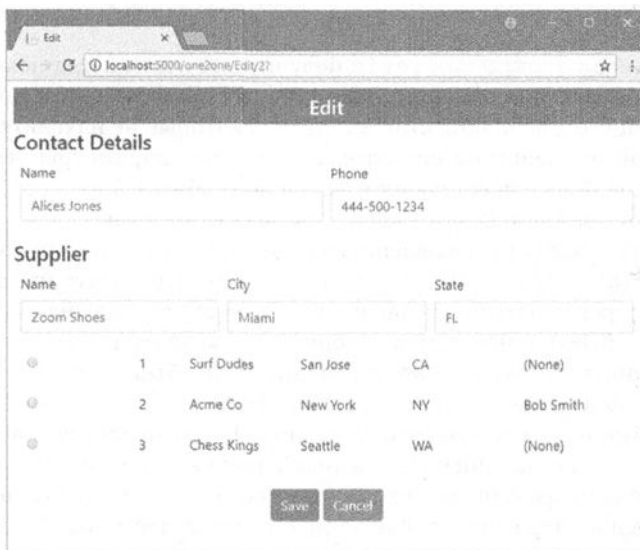 Edit
localhost:5000/one2one/Edit/2?
Edit
Contact Details
Name Phone
Alices Jones 444-500-1234
Supplier
Name City State
Zoom Shoes Miami FL
1 Surf Dudes San Jose CA (None)
2 Acme Co New York NY Bob Smith
3 Chess Kings Seattle WA (None)
Save Cancel